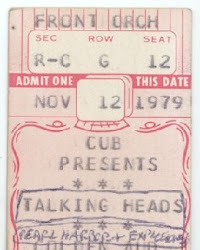 FRONT ORCH
SEC ROW SEAT
R-C G 12
ADMIT ONE THIS DATE
NOV 12 1979
CUB
PRESENTS
* * *
TALKING HEADS
PEARL HARBOR +